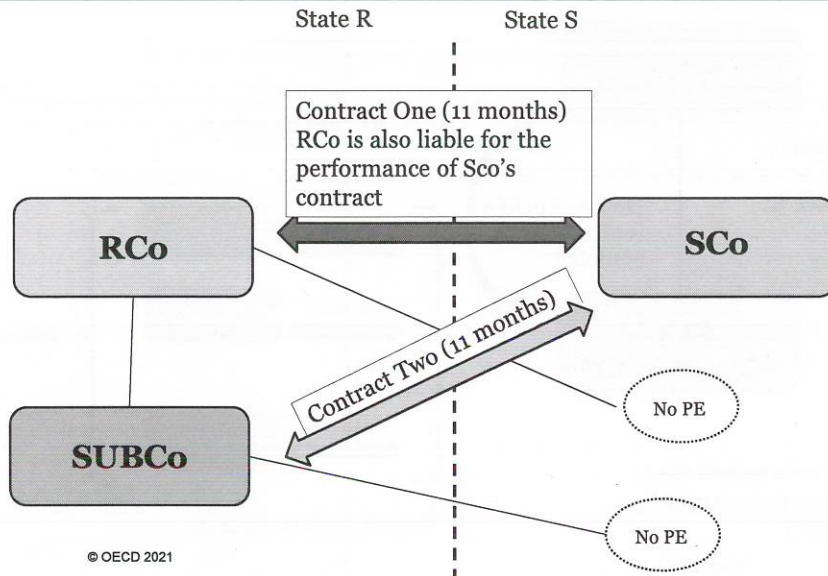 State R
State S
Contract One (11 months)
RCo is also liable for the
performance of Sco's
contract
RCo
SCo
Contract Two (11 months)
No PE
SUBCo
No PE
© OECD 2021